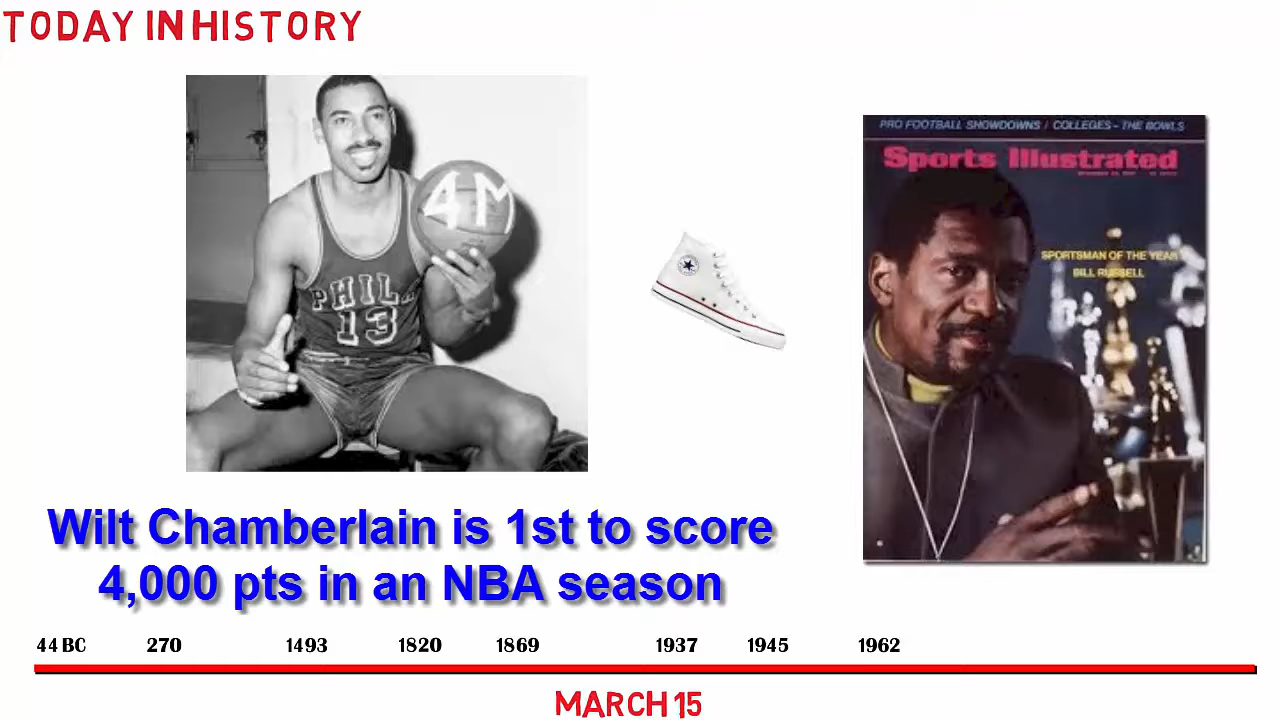 TODAY IN HISTORY
4M
PHILA
13
PRO FOOTBALL SHOWDOWNS / COLLEGES - THE BOWLS
Sports Illustrated
SPORTSMAN OF THE YEAR
BILL RUSSELL
Wilt Chamberlain is 1st to score
4,000 pts in an NBA season
44 BC 270 1493 1820 1869 1937 1945 1962
MARCH 15